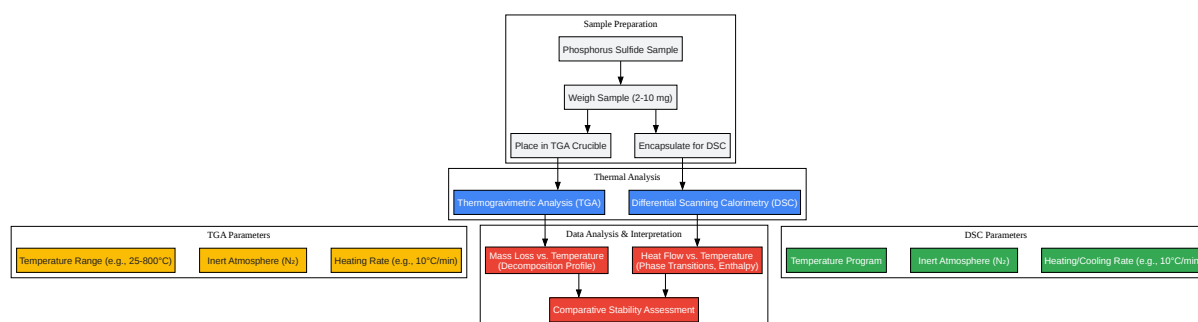 Sample Preparation
Phosphorus Sulfide Sample
Weigh Sample (2-10 mg)
Place in TGA Crucible
Encapsulate for DSC
Thermal Analysis
Thermogravimetric Analysis (TGA)
Differential Scanning Calorimetry (DSC)
TGA Parameters
Temperature Range (e.g., 25-800°C)
Inert Atmosphere (N₂)
Heating Rate (e.g., 10°C/min)
Data Analysis & Interpretation
Mass Loss vs. Temperature
(Decomposition Profile)
Heat Flow vs. Temperature
(Phase Transitions, Enthalpy)
Comparative Stability Assessment
DSC Parameters
Temperature Program
Inert Atmosphere (N₂)
Heating/Cooling Rate (e.g., 10°C/min)